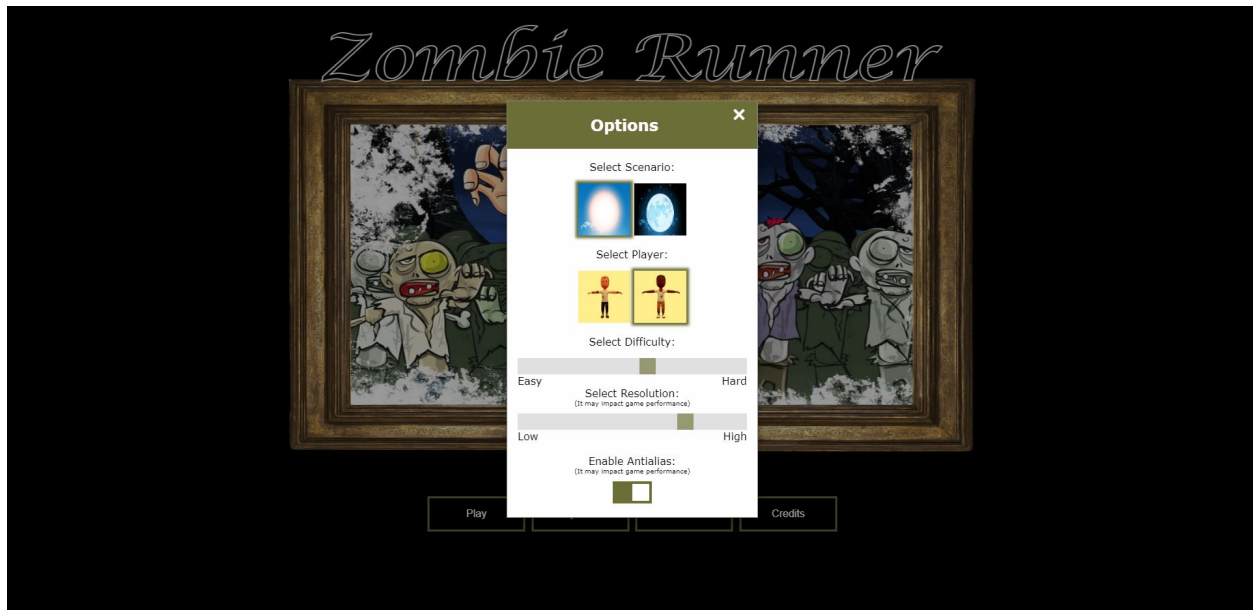 Zombie Runner
Options
×
Select Scenario:
Select Player:
Select Difficulty:
Easy Hard
Select Resolution:
(It may impact game performance)
Low High
Enable Antialias:
(It may impact game performance)
Play Credits